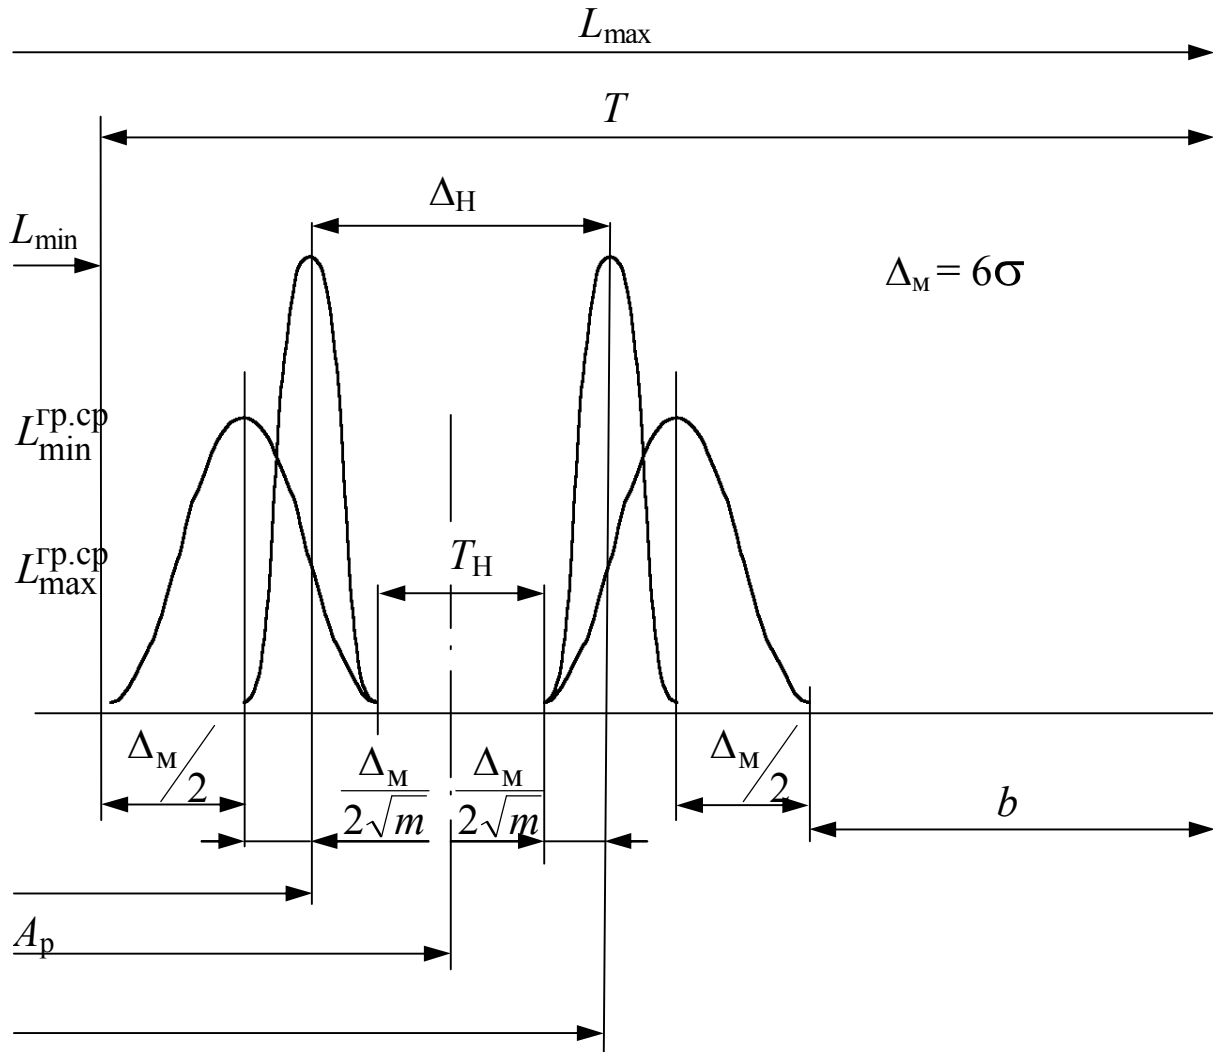 L_max
T
Δ_Н
L_min
Δ_м = 6σ
L_min^гр.ср
L_max^гр.ср
T_Н
Δ_м/2
Δ_м/2√m
Δ_м/2√m
Δ_м/2
b
A_р